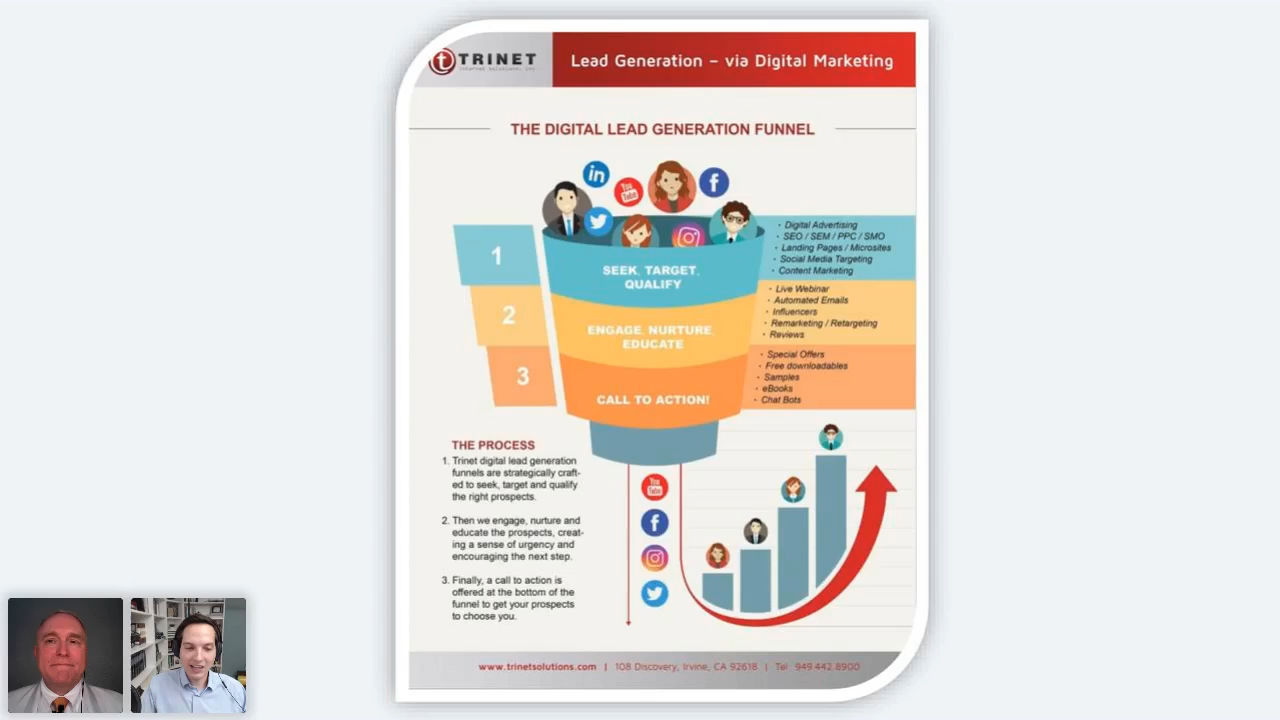 TRINET
Lead Generation – via Digital Marketing
THE DIGITAL LEAD GENERATION FUNNEL
in
You
Tube
f
1
SEEK, TARGET,
QUALIFY
• Digital Advertising
• SEO / SEM / PPC / SMO
• Landing Pages / Microsites
• Social Media Targeting
• Content Marketing
2
ENGAGE, NURTURE,
EDUCATE
• Live Webinar
• Automated Emails
• Influencers
• Remarketing / Retargeting
• Reviews
3
CALL TO ACTION!
• Special Offers
• Free downloadables
• Samples
• eBooks
• Chat Bots
THE PROCESS
1. Trinet digital lead generation
funnels are strategically craft-
ed to seek, target and qualify
the right prospects.
2. Then we engage, nurture and
educate the prospects, creat-
ing a sense of urgency and
encouraging the next step.
3. Finally, a call to action is
offered at the bottom of the
funnel to get your prospects
to choose you.
You
Tube
f
www.trinetsolutions.com | 108 Discovery, Irvine, CA 92618 | Tel 949.442.8900